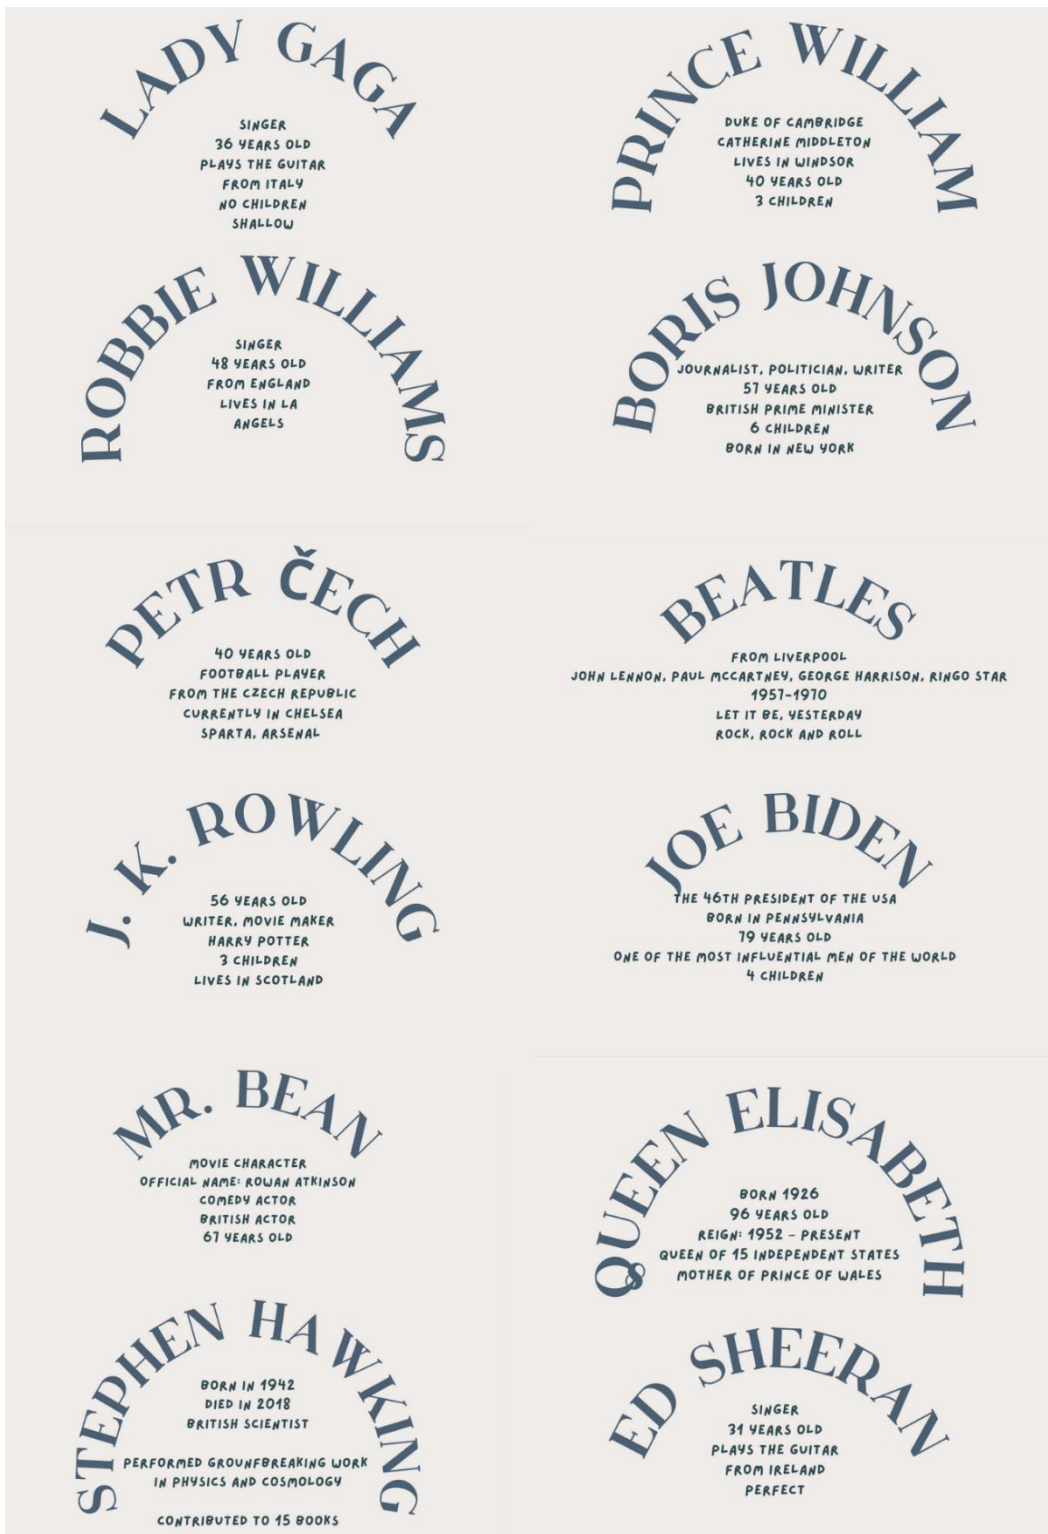 LADY GAGA
SINGER
36 YEARS OLD
PLAYS THE GUITAR
FROM ITALY
NO CHILDREN
SHALLOW
PRINCE WILLIAM
DUKE OF CAMBRIDGE
CATHERINE MIDDLETON
LIVES IN WINDSOR
40 YEARS OLD
3 CHILDREN
ROBBIE WILLIAMS
SINGER
48 YEARS OLD
FROM ENGLAND
LIVES IN LA
ANGELS
BORIS JOHNSON
JOURNALIST, POLITICIAN, WRITER
57 YEARS OLD
BRITISH PRIME MINISTER
6 CHILDREN
BORN IN NEW YORK
PETR ČECH
40 YEARS OLD
FOOTBALL PLAYER
FROM THE CZECH REPUBLIC
CURRENTLY IN CHELSEA
SPARTA, ARSENAL
BEATLES
FROM LIVERPOOL
JOHN LENNON, PAUL MCCARTNEY, GEORGE HARRISON, RINGO STAR
1957-1970
LET IT BE, YESTERDAY
ROCK, ROCK AND ROLL
J. K. ROWLING
56 YEARS OLD
WRITER, MOVIE MAKER
HARRY POTTER
3 CHILDREN
LIVES IN SCOTLAND
JOE BIDEN
THE 46TH PRESIDENT OF THE USA
BORN IN PENNSYLVANIA
79 YEARS OLD
ONE OF THE MOST INFLUENTIAL MEN OF THE WORLD
4 CHILDREN
MR. BEAN
MOVIE CHARACTER
OFFICIAL NAME: ROWAN ATKINSON
COMEDY ACTOR
BRITISH ACTOR
67 YEARS OLD
QUEEN ELISABETH
BORN 1926
96 YEARS OLD
REIGN: 1952 - PRESENT
QUEEN OF 15 INDEPENDENT STATES
MOTHER OF PRINCE OF WALES
STEPHEN HAWKING
BORN IN 1942
DIED IN 2018
BRITISH SCIENTIST
PERFORMED GROUNFBREAKING WORK
IN PHYSICS AND COSMOLOGY
CONTRIBUTED TO 15 BOOKS
ED SHEERAN
SINGER
31 YEARS OLD
PLAYS THE GUITAR
FROM IRELAND
PERFECT